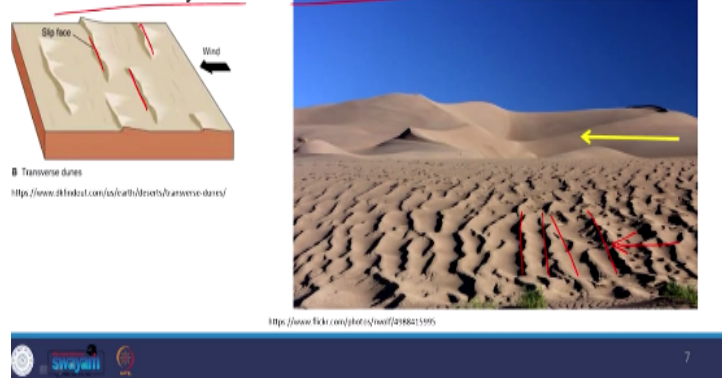 Slip face
Wind
B Transverse dunes
https://www.dkfindout.com/us/earth/deserts/transverse-dunes/
https://www.flickr.com/photos/nwolf/4988415995
swayam
7